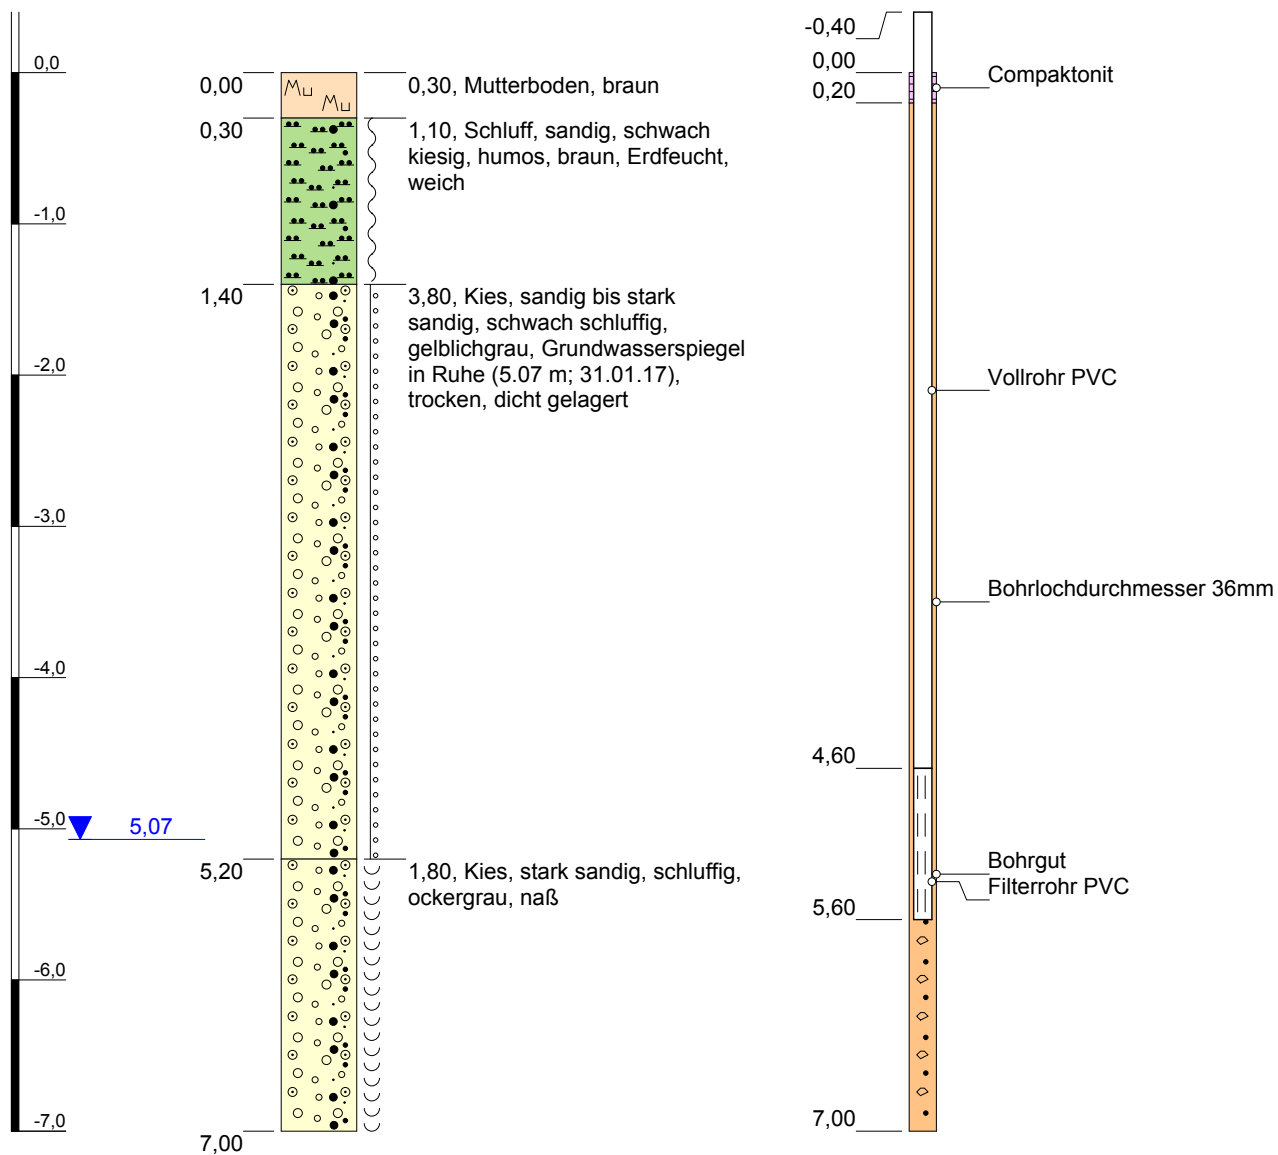 0,0
-1,0
-2,0
-3,0
-4,0
-5,0
-6,0
-7,0
5,07
0,00
0,30
1,40
5,20
7,00
Mu
Mu
0,30, Mutterboden, braun
1,10, Schluff, sandig, schwach
kiesig, humos, braun, Erdfeucht,
weich
3,80, Kies, sandig bis stark
sandig, schwach schluffig,
gelblichgrau, Grundwasserspiegel
in Ruhe (5.07 m; 31.01.17),
trocken, dicht gelagert
1,80, Kies, stark sandig, schluffig,
ockergrau, naß
-0,40
0,00
0,20
4,60
5,60
7,00
Compaktonit
Vollrohr PVC
Bohrlochdurchmesser 36mm
Bohrgut
Filterrohr PVC